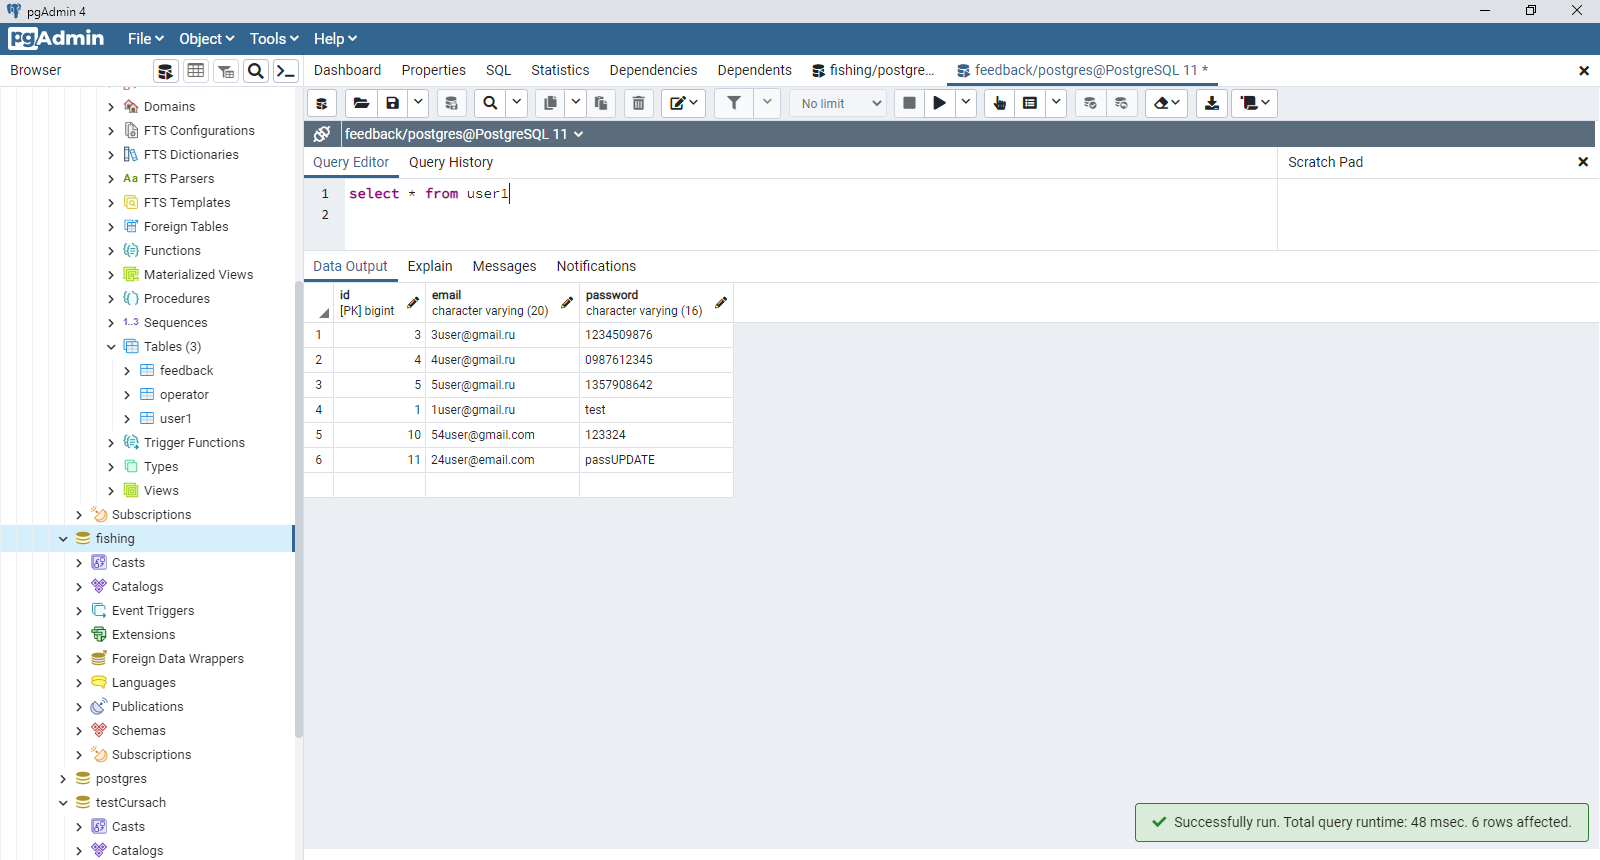 pgAdmin 4
pgAdmin File Object Tools Help
Browser
Dashboard Properties SQL Statistics Dependencies Dependents fishing/postgre... feedback/postgres@PostgreSQL 11 *
No limit
feedback/postgres@PostgreSQL 11
Query Editor Query History
Scratch Pad
1 select * from user1
2
Data Output Explain Messages Notifications
id email password
[PK] bigint character varying (20) character varying (16)
1 3 3user@gmail.ru 1234509876
2 4 4user@gmail.ru 0987612345
3 5 5user@gmail.ru 1357908642
4 1 1user@gmail.ru test
5 10 54user@gmail.com 123324
6 11 24user@email.com passUPDATE
Domains
FTS Configurations
FTS Dictionaries
Aa FTS Parsers
FTS Templates
Foreign Tables
Functions
Materialized Views
Procedures
1..3 Sequences
Tables (3)
feedback
operator
user1
Trigger Functions
Types
Views
Subscriptions
fishing
Casts
Catalogs
Event Triggers
Extensions
Foreign Data Wrappers
Languages
Publications
Schemas
Subscriptions
postgres
testCursach
Casts
Catalogs
Successfully run. Total query runtime: 48 msec. 6 rows affected.